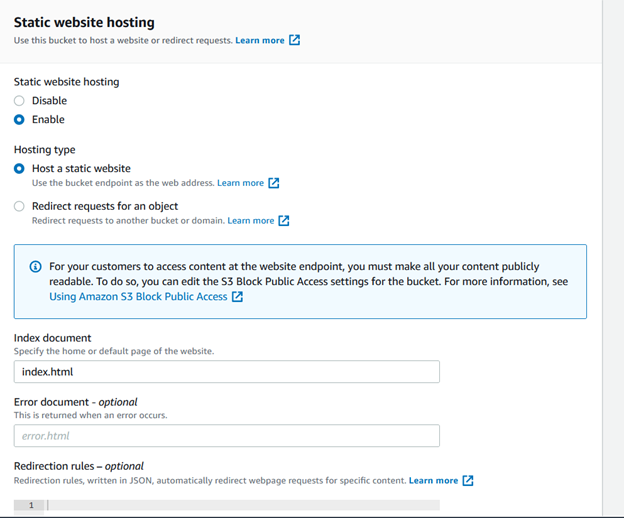 Static website hosting
Use this bucket to host a website or redirect requests. Learn more
Static website hosting
Disable
Enable
Hosting type
Host a static website
Use the bucket endpoint as the web address. Learn more
Redirect requests for an object
Redirect requests to another bucket or domain. Learn more
For your customers to access content at the website endpoint, you must make all your content publicly
readable. To do so, you can edit the S3 Block Public Access settings for the bucket. For more information, see
Using Amazon S3 Block Public Access
Index document
Specify the home or default page of the website.
index.html
Error document - optional
This is returned when an error occurs.
error.html
Redirection rules – optional
Redirection rules, written in JSON, automatically redirect webpage requests for specific content. Learn more
1